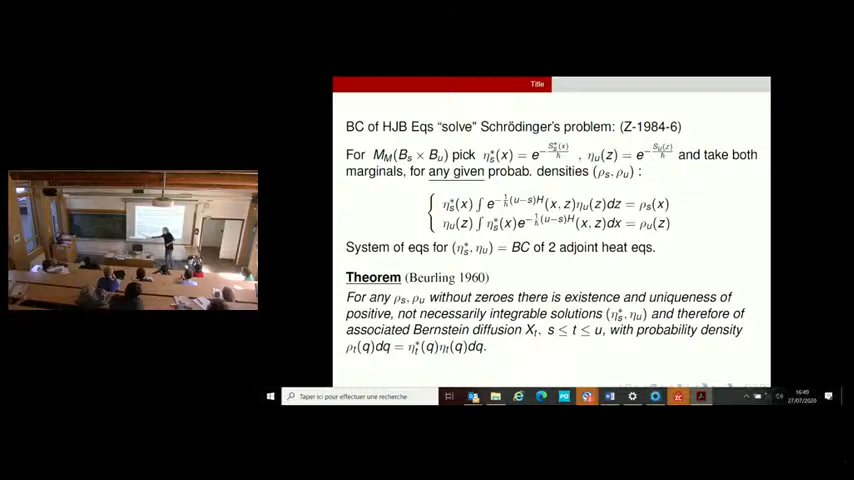 Title
BC of HJB Eqs "solve" Schrödinger's problem: (Z-1984-6)
For M_M(B_s × B_u) pick η*_s(x) = e^{-S*_s(x)/ħ} , η_u(z) = e^{-S_u(z)/ħ} and take both
marginals, for any given probab. densities (ρ_s, ρ_u) :
η*_s(x) ∫ e^{-1/ħ(u-s)H}(x, z)η_u(z)dz = ρ_s(x)
η_u(z) ∫ η*_s(x)e^{-1/ħ(u-s)H}(x, z)dx = ρ_u(z)
System of eqs for (η*_s, η_u) = BC of 2 adjoint heat eqs.
Theorem (Beurling 1960)
For any ρ_s, ρ_u without zeroes there is existence and uniqueness of
positive, not necessarily integrable solutions (η*_s, η_u) and therefore of
associated Bernstein diffusion X_t, s ≤ t ≤ u, with probability density
ρ_t(q)dq = η*_t(q)η_t(q)dq.
Taper ici pour effectuer une recherche
16:49
27/07/2020